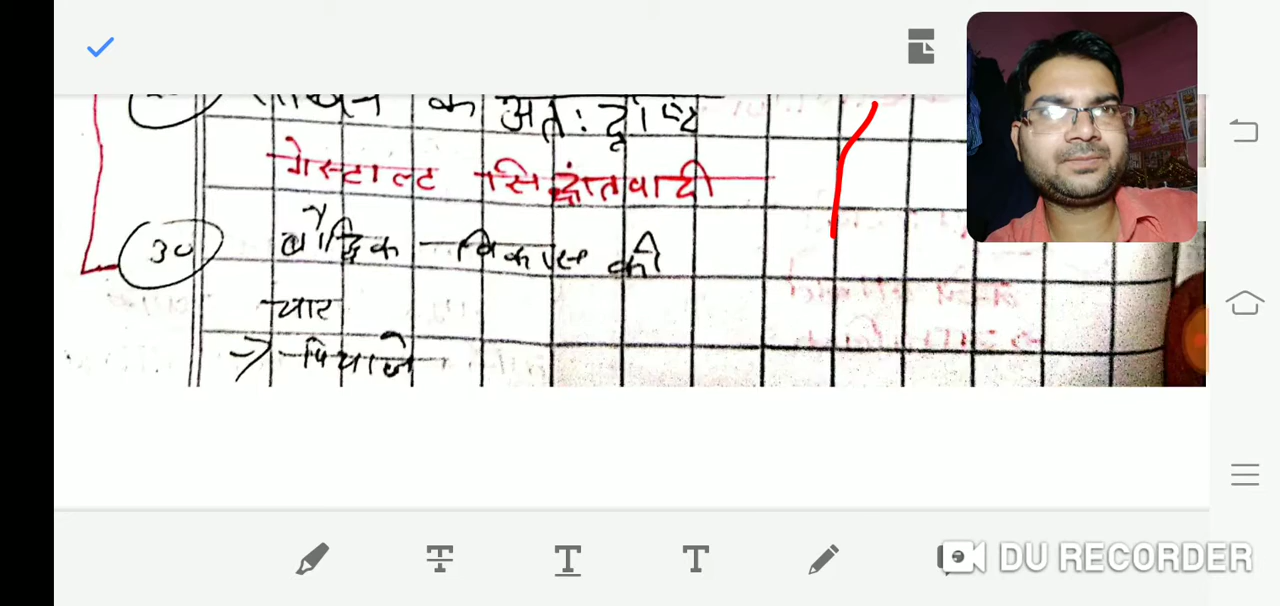 के अंतः दृष्टि
गेस्टाल्ट सिद्धांतवादी
30 बौद्धिक विकास की
चार
→ पियाजे
T T T
DU RECORDER